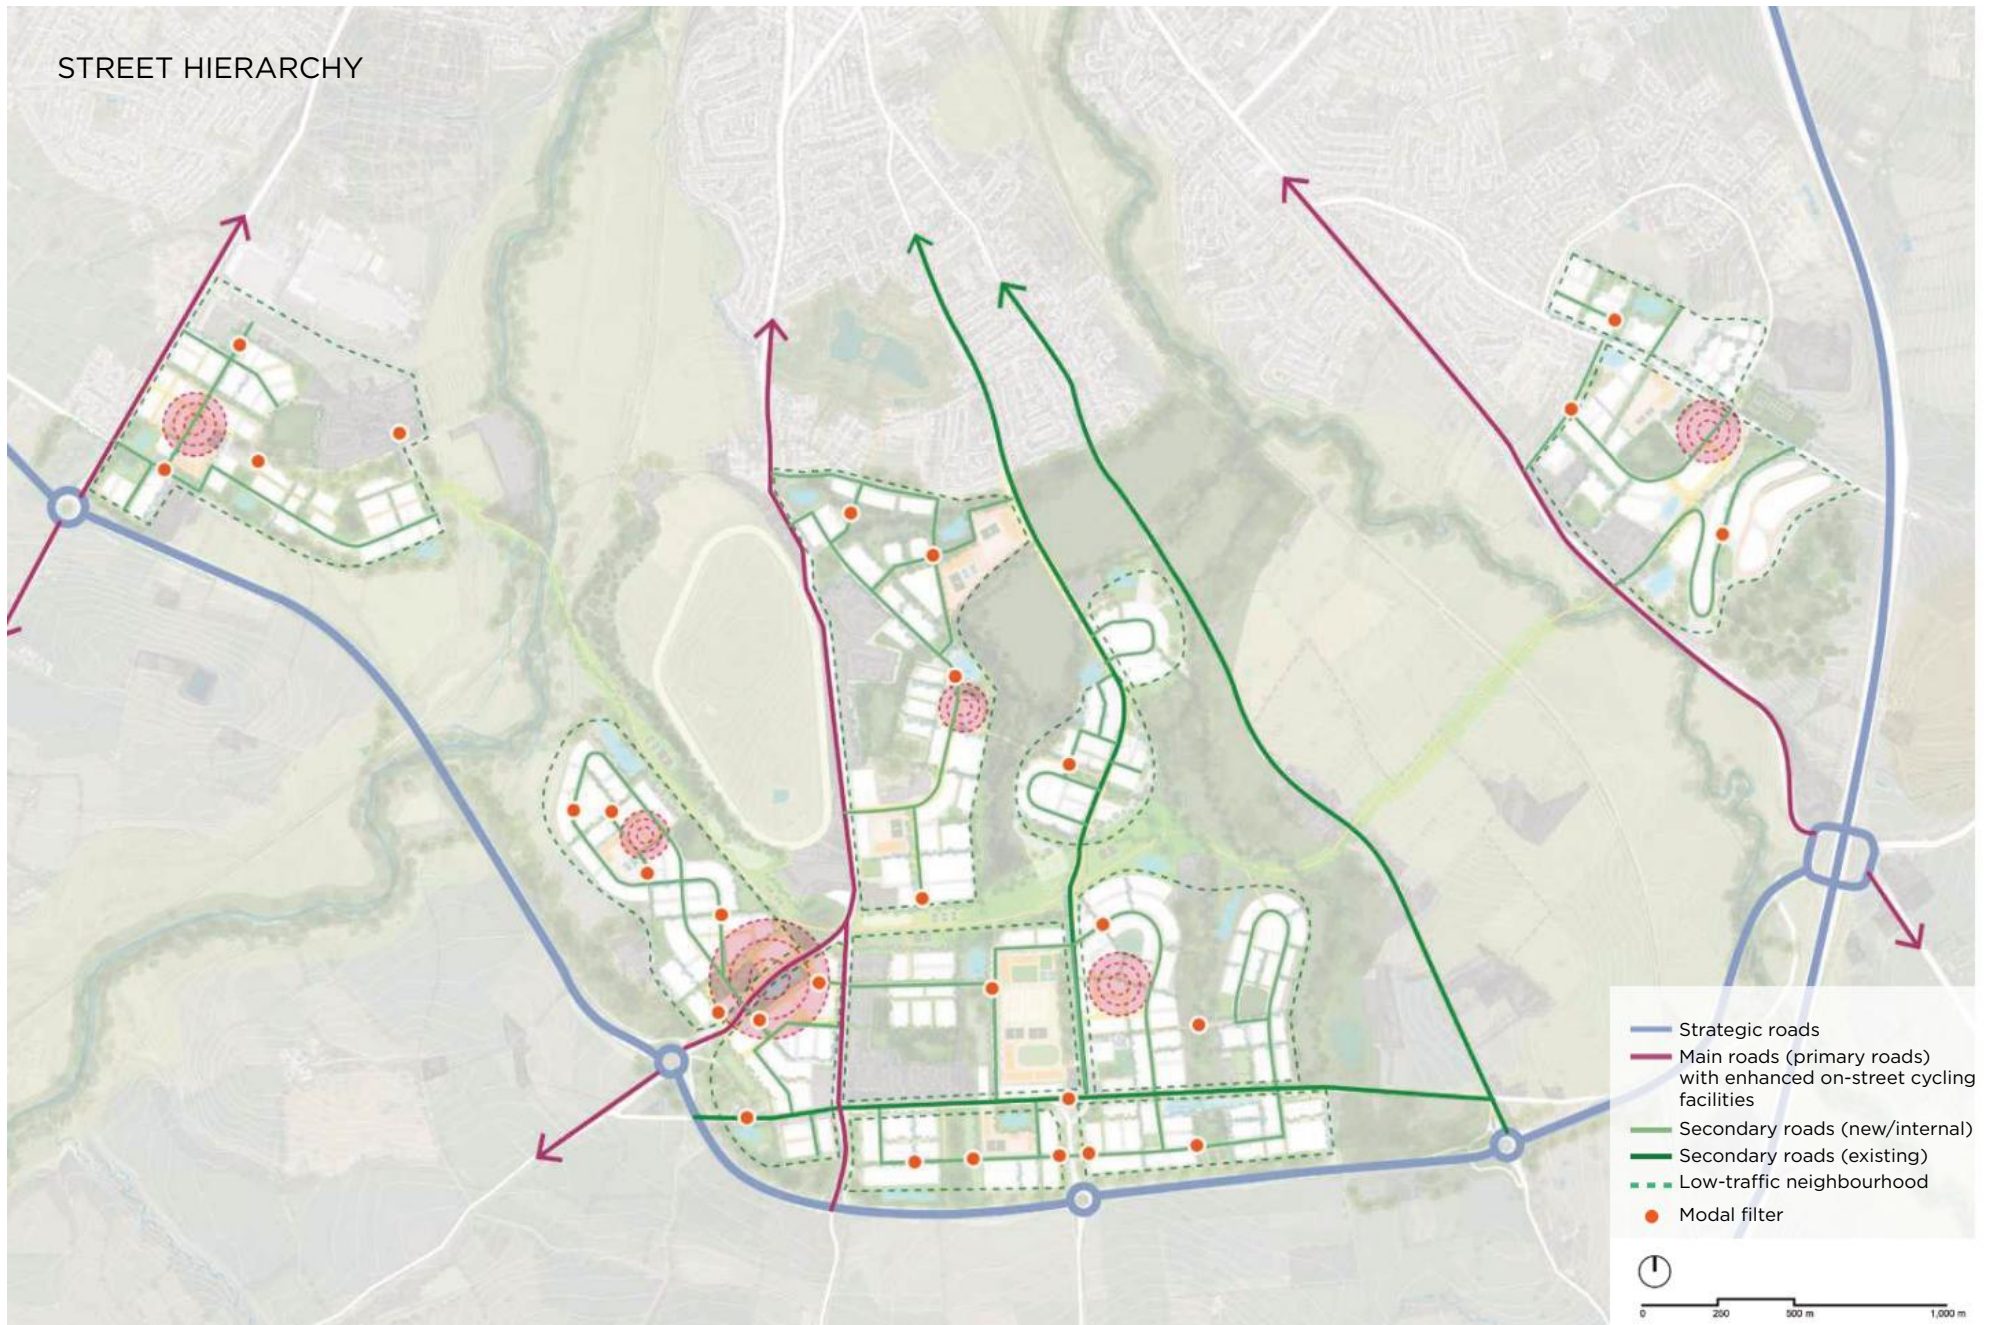 STREET HIERARCHY
Strategic roads
Main roads (primary roads)
with enhanced on-street cycling
facilities
Secondary roads (new/internal)
Secondary roads (existing)
Low-traffic neighbourhood
Modal filter
0 250 500 m 1,000 m